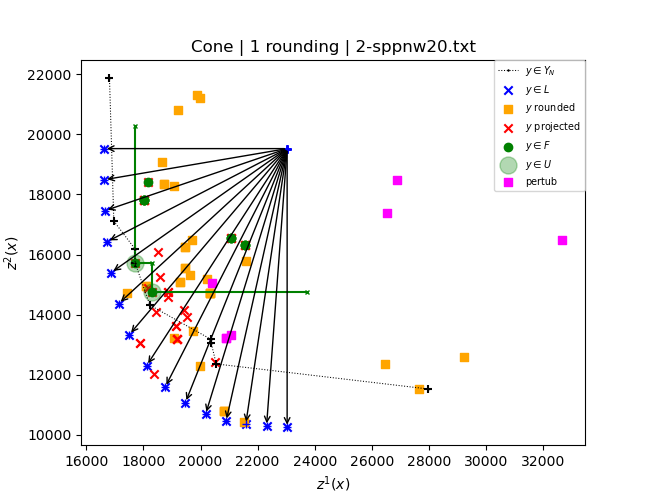 Cone | 1 rounding | 2-sppnw20.txt
z²(x)
22000
20000
18000
16000
14000
12000
10000
16000 18000 20000 22000 24000 26000 28000 30000 32000
z¹(x)
y ∈ Y_N
y ∈ L
y rounded
y projected
y ∈ F
y ∈ U
pertub